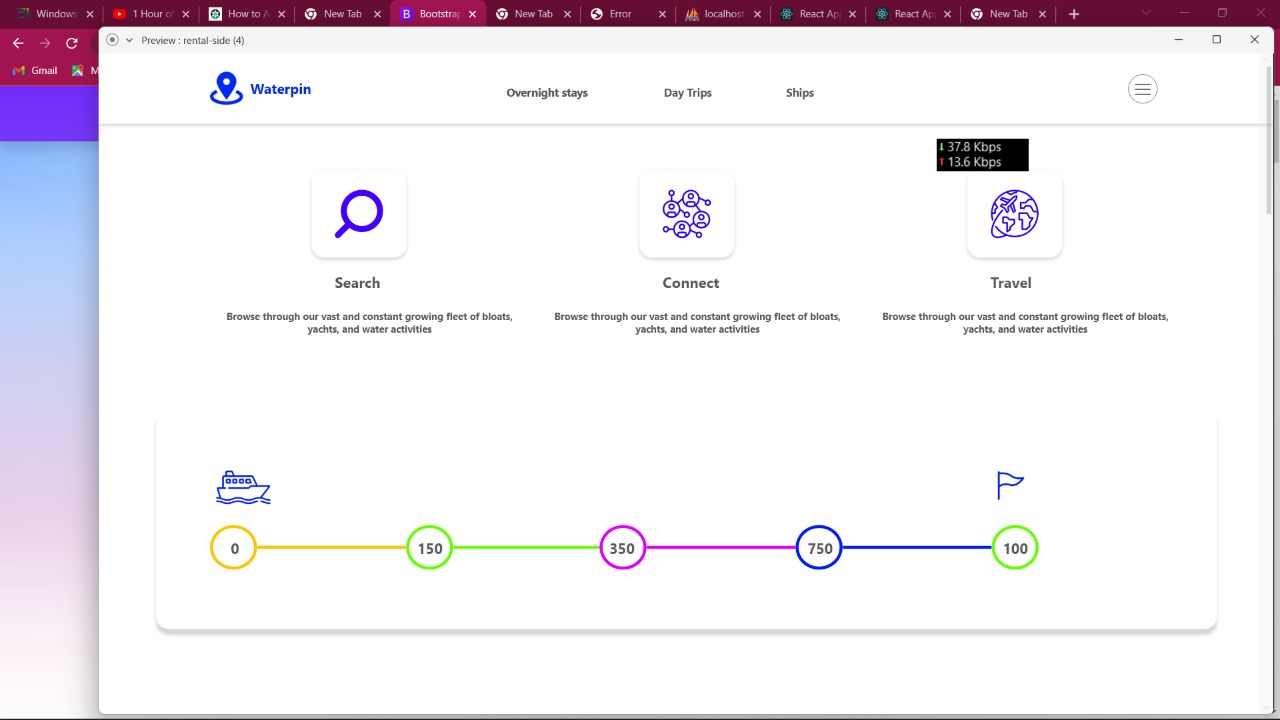 Windows
1 Hour of
How to A
New Tab
Bootstrap
New Tab
Error
localhost
React Ap
React Ap
New Tab
Preview : rental-side (4)
Gmail
M
Waterpin
Overnight stays
Day Trips
Ships
37.8 Kbps
13.6 Kbps
Search
Connect
Travel
Browse through our vast and constant growing fleet of bloats,
yachts, and water activities
Browse through our vast and constant growing fleet of bloats,
yachts, and water activities
Browse through our vast and constant growing fleet of bloats,
yachts, and water activities
0
150
350
750
100